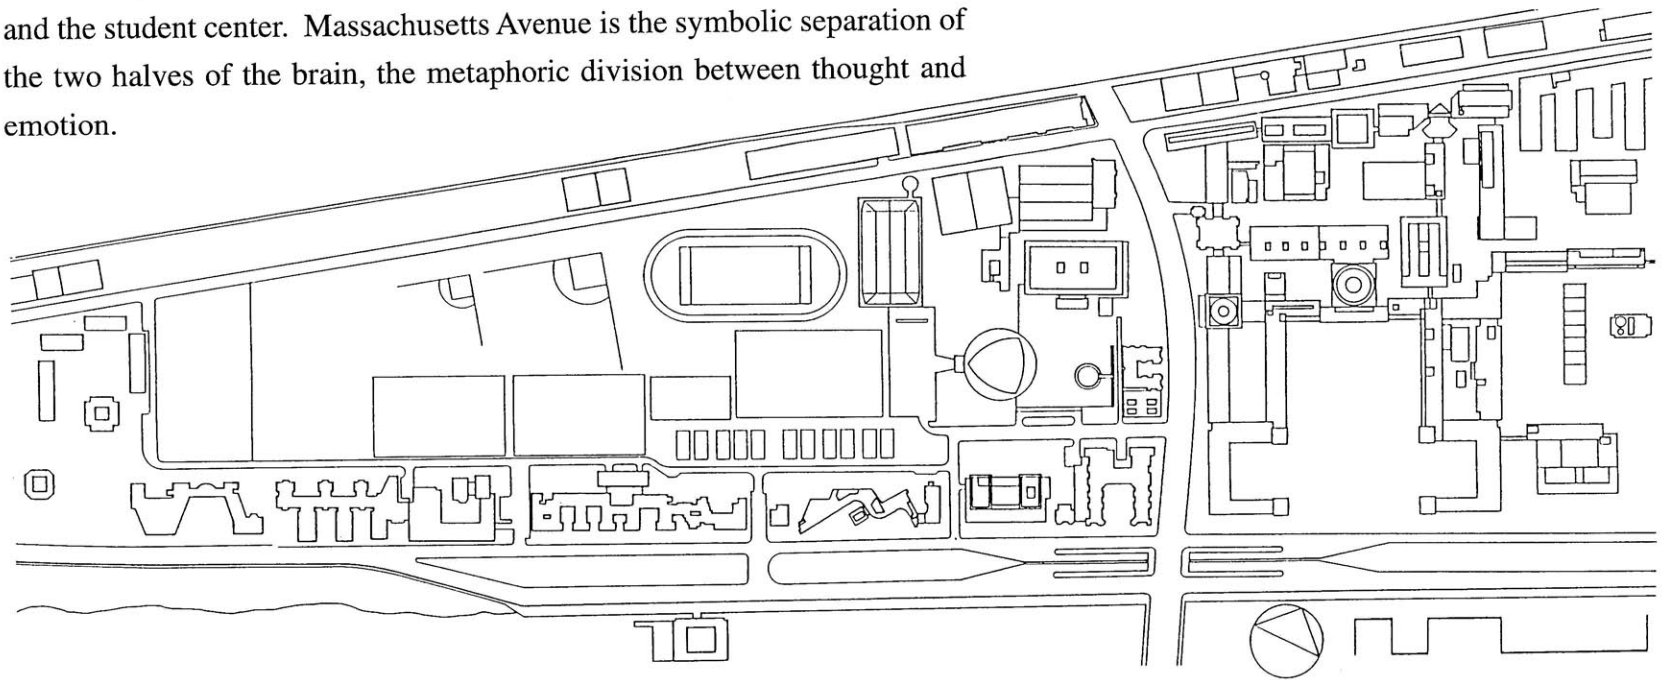 and the student center. Massachusetts Avenue is the symbolic separation of
the two halves of the brain, the metaphoric division between thought and
emotion.